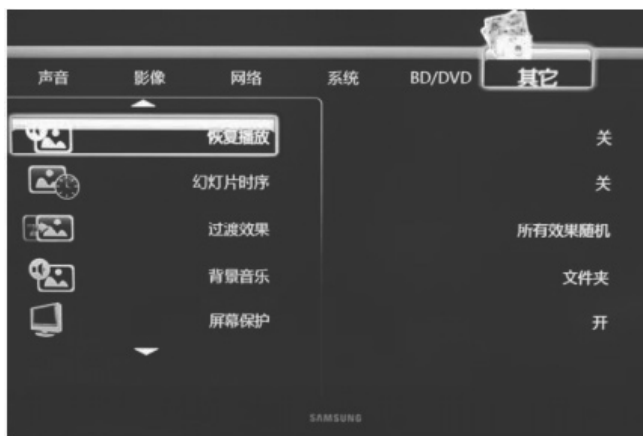 声音 影像 网络 系统 BD/DVD 其它
恢复播放 关
幻灯片时序 关
过渡效果 所有效果随机
背景音乐 文件夹
屏幕保护 开
SAMSUNG